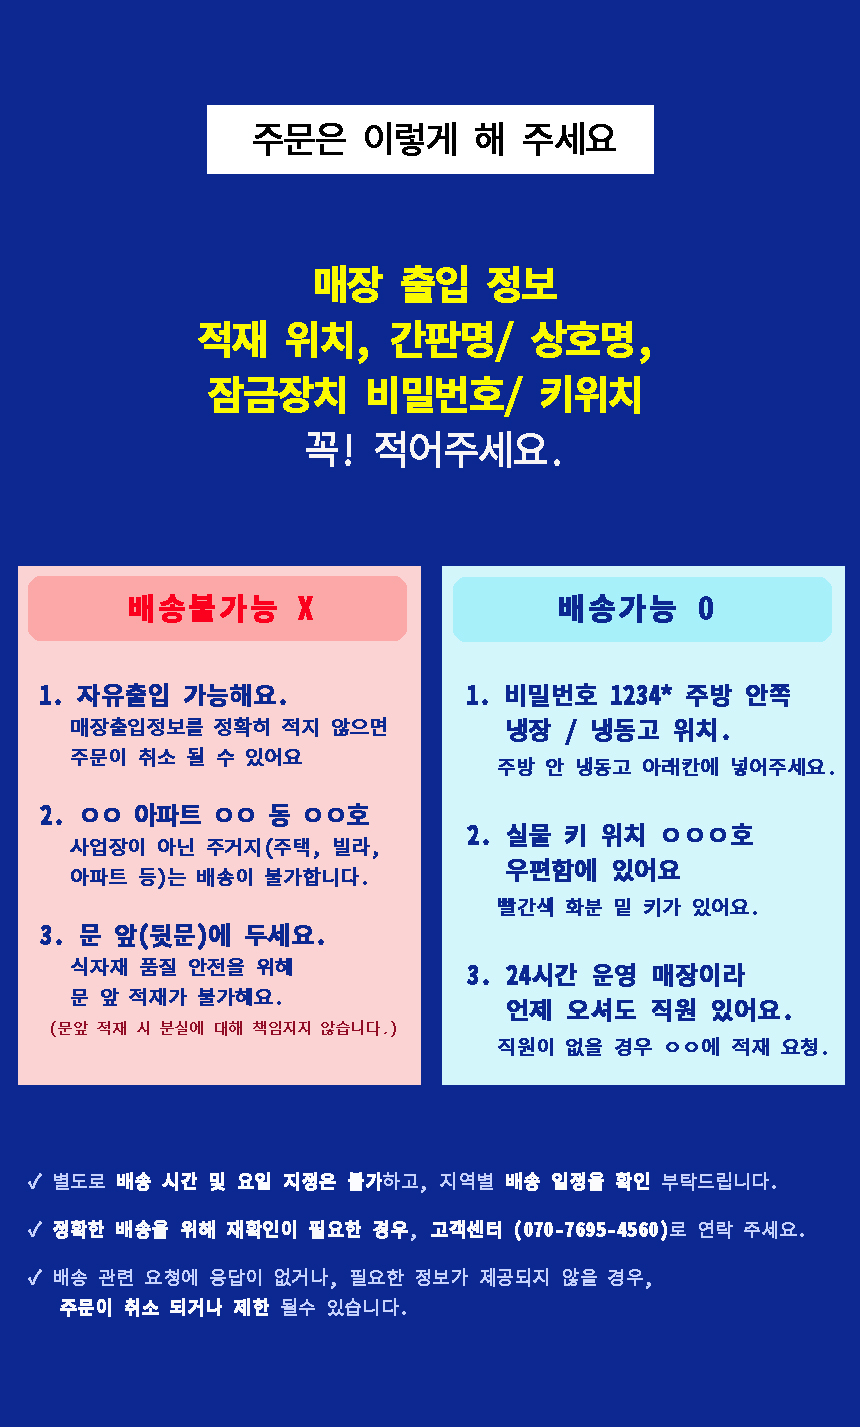 주문은 이렇게 해 주세요
매장 출입 정보
적재 위치, 간판명/ 상호명,
잠금장치 비밀번호/ 키위치
꼭! 적어주세요.
배송불가능 X
1. 자유출입 가능해요.
매장출입정보를 정확히 적지 않으면
주문이 취소 될 수 있어요
2. ㅇㅇ 아파트 ㅇㅇ 동 ㅇㅇ호
사업장이 아닌 주거지(주택, 빌라,
아파트 등)는 배송이 불가합니다.
3. 문 앞(뒷문)에 두세요.
식자재 품질 안전을 위해
문 앞 적재가 불가해요.
(문앞 적재 시 분실에 대해 책임지지 않습니다.)
배송가능 O
1. 비밀번호 1234* 주방 안쪽
냉장 / 냉동고 위치.
주방 안 냉동고 아래칸에 넣어주세요.
2. 실물 키 위치 ㅇㅇㅇ호
우편함에 있어요
빨간색 화분 밑 키가 있어요.
3. 24시간 운영 매장이라
언제 오셔도 직원 있어요.
직원이 없을 경우 ㅇㅇ에 적재 요청.
✓ 별도로 배송 시간 및 요일 지정은 불가하고, 지역별 배송 일정을 확인 부탁드립니다.
✓ 정확한 배송을 위해 재확인이 필요한 경우, 고객센터 (070-7695-4560)로 연락 주세요.
✓ 배송 관련 요청에 응답이 없거나, 필요한 정보가 제공되지 않을 경우,
주문이 취소 되거나 제한 될수 있습니다.